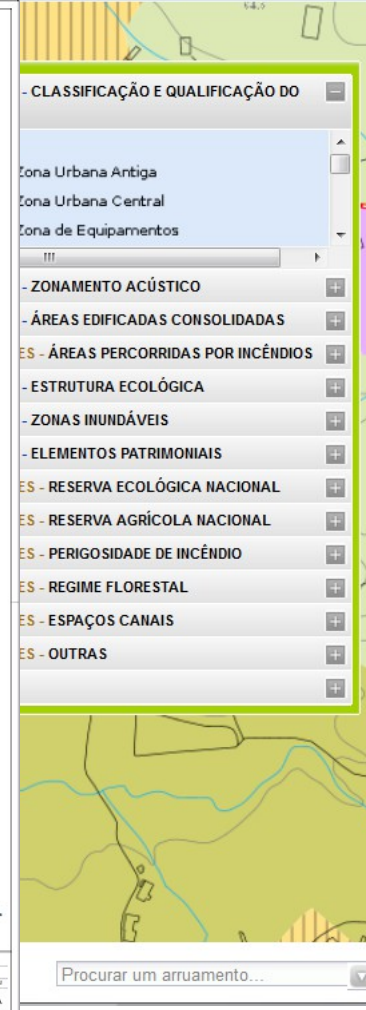 - CLASSIFICAÇÃO E QUALIFICAÇÃO DO
Zona Urbana Antiga
Zona Urbana Central
Zona de Equipamentos
- ZONAMENTO ACÚSTICO
- ÁREAS EDIFICADAS CONSOLIDADAS
ES - ÁREAS PERCORRIDAS POR INCÊNDIOS
- ESTRUTURA ECOLÓGICA
- ZONAS INUNDÁVEIS
- ELEMENTOS PATRIMONIAIS
ES - RESERVA ECOLÓGICA NACIONAL
ES - RESERVA AGRÍCOLA NACIONAL
ES - PERIGOSIDADE DE INCÊNDIO
ES - REGIME FLORESTAL
ES - ESPAÇOS CANAIS
ES - OUTRAS
Procurar um arruamento...